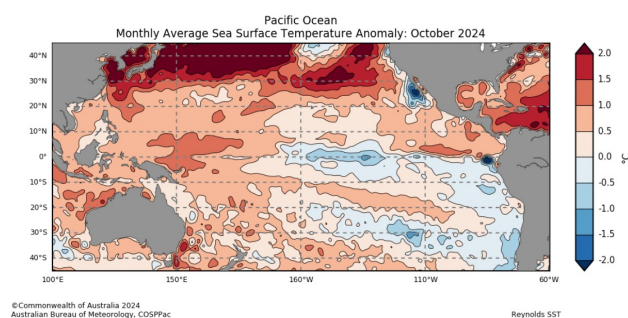 Pacific Ocean
Monthly Average Sea Surface Temperature Anomaly: October 2024
40°N
30°N
20°N
10°N
0°
10°S
20°S
30°S
40°S
100°E
150°E
160°W
110°W
60°W
2.0
1.5
1.0
0.5
0.0
-0.5
-1.0
-1.5
-2.0
°C
©Commonwealth of Australia 2024
Australian Bureau of Meteorology, COSPPac
Reynolds SST